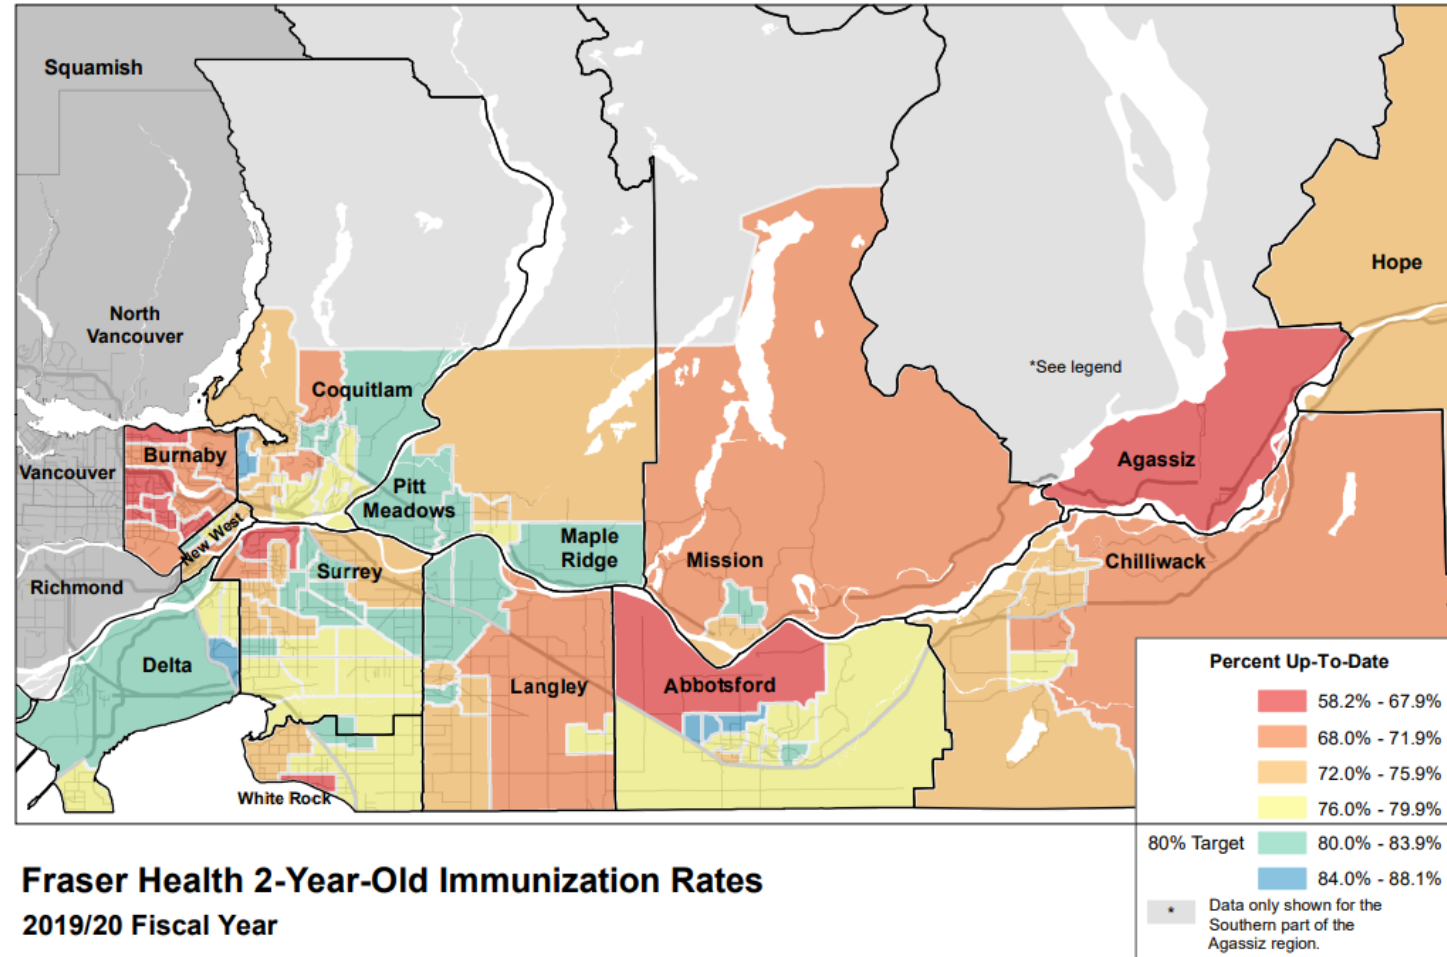 Squamish
North
Vancouver
Hope
*See legend
Coquitlam
Burnaby
Vancouver
Agassiz
Pitt
Meadows
New West
Maple
Ridge
Mission
Chilliwack
Surrey
Richmond
Delta
Langley
Abbotsford
White Rock
Percent Up-To-Date
58.2% - 67.9%
68.0% - 71.9%
72.0% - 75.9%
76.0% - 79.9%
80% Target 80.0% - 83.9%
84.0% - 88.1%
* Data only shown for the
Southern part of the
Agassiz region.
Fraser Health 2-Year-Old Immunization Rates
2019/20 Fiscal Year